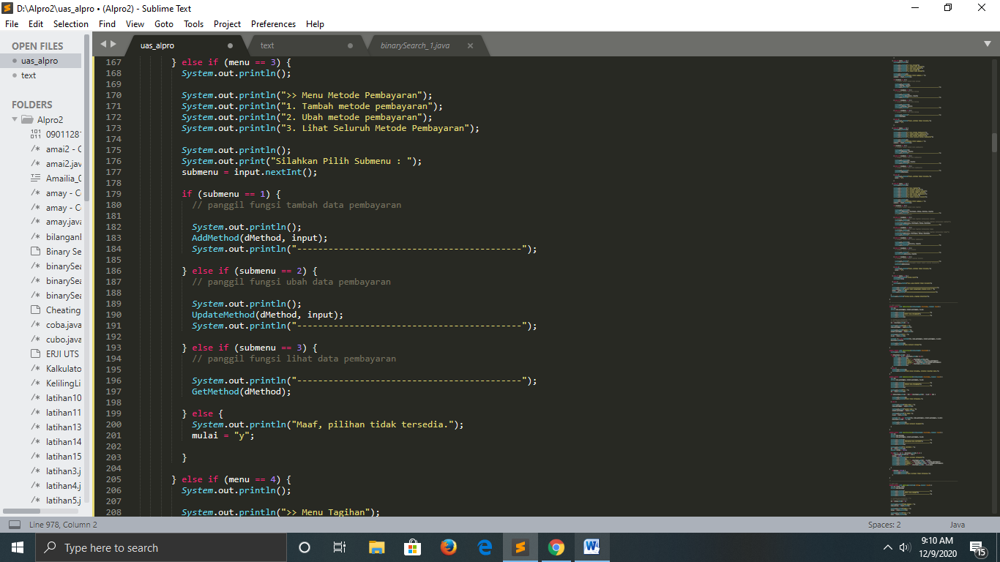 D:\Alpro2\uas_alpro • (Alpro2) - Sublime Text
File Edit Selection Find View Goto Tools Project Preferences Help
OPEN FILES
uas_alpro
text
FOLDERS
Alpro2
09011281
amai2 - C
amai2.jav
Amailia_0
amay - Co
amay - Co
amay.java
bilanganl
Binary Se
binarySea
binarySea
binarySea
Cheating
coba.java
cubo.java
ERJI UTS
Kalkulato
KelilingLi
latihan10
latihan11
latihan13
latihan14
latihan15
latihan3.j
latihan4.j
latihan5.j
uas_alpro text binarySearch_1.java
167 } else if (menu == 3) {
168 System.out.println();
169
170 System.out.println(">> Menu Metode Pembayaran");
171 System.out.println("1. Tambah metode pembayaran");
172 System.out.println("2. Ubah metode pembayaran");
173 System.out.println("3. Lihat Seluruh Metode Pembayaran");
174
175 System.out.println();
176 System.out.print("Silahkan Pilih Submenu : ");
177 submenu = input.nextInt();
178
179 if (submenu == 1) {
180 // panggil fungsi tambah data pembayaran
181
182 System.out.println();
183 AddMethod(dMethod, input);
184 System.out.println("-------------------------------------------");
185
186 } else if (submenu == 2) {
187 // panggil fungsi ubah data pembayaran
188
189 System.out.println();
190 UpdateMethod(dMethod, input);
191 System.out.println("-------------------------------------------");
192
193 } else if (submenu == 3) {
194 // panggil fungsi lihat data pembayaran
195
196 System.out.println("-------------------------------------------");
197 GetMethod(dMethod);
198
199 } else {
200 System.out.println("Maaf, pilihan tidak tersedia.");
201 mulai = "y";
202
203 }
204
205 } else if (menu == 4) {
206 System.out.println();
207
208 System.out.println(">> Menu Tagihan");
Line 978, Column 2
Spaces: 2 Java
Type here to search
9:10 AM
12/9/2020
15